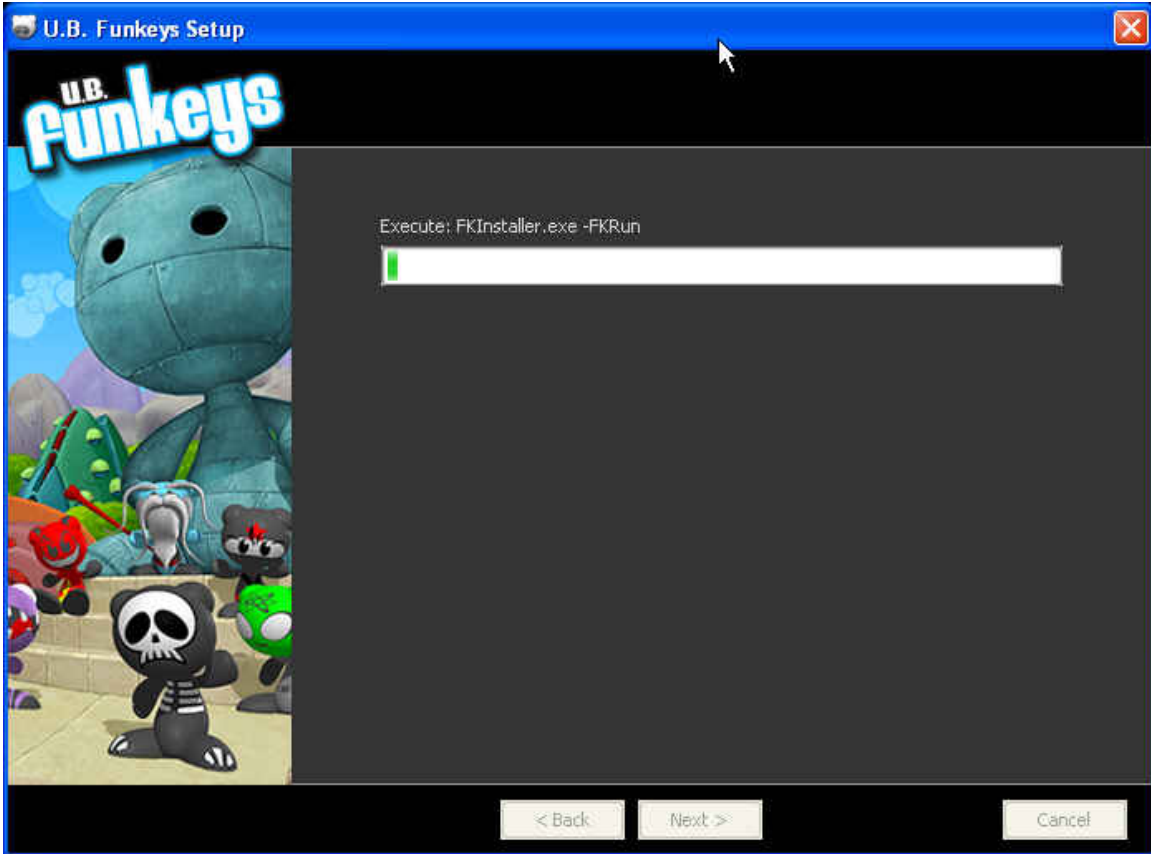 U.B. Funkeys Setup
U.B.
funkeys
Execute: FKInstaller.exe -FKRun
< Back
Next >
Cancel